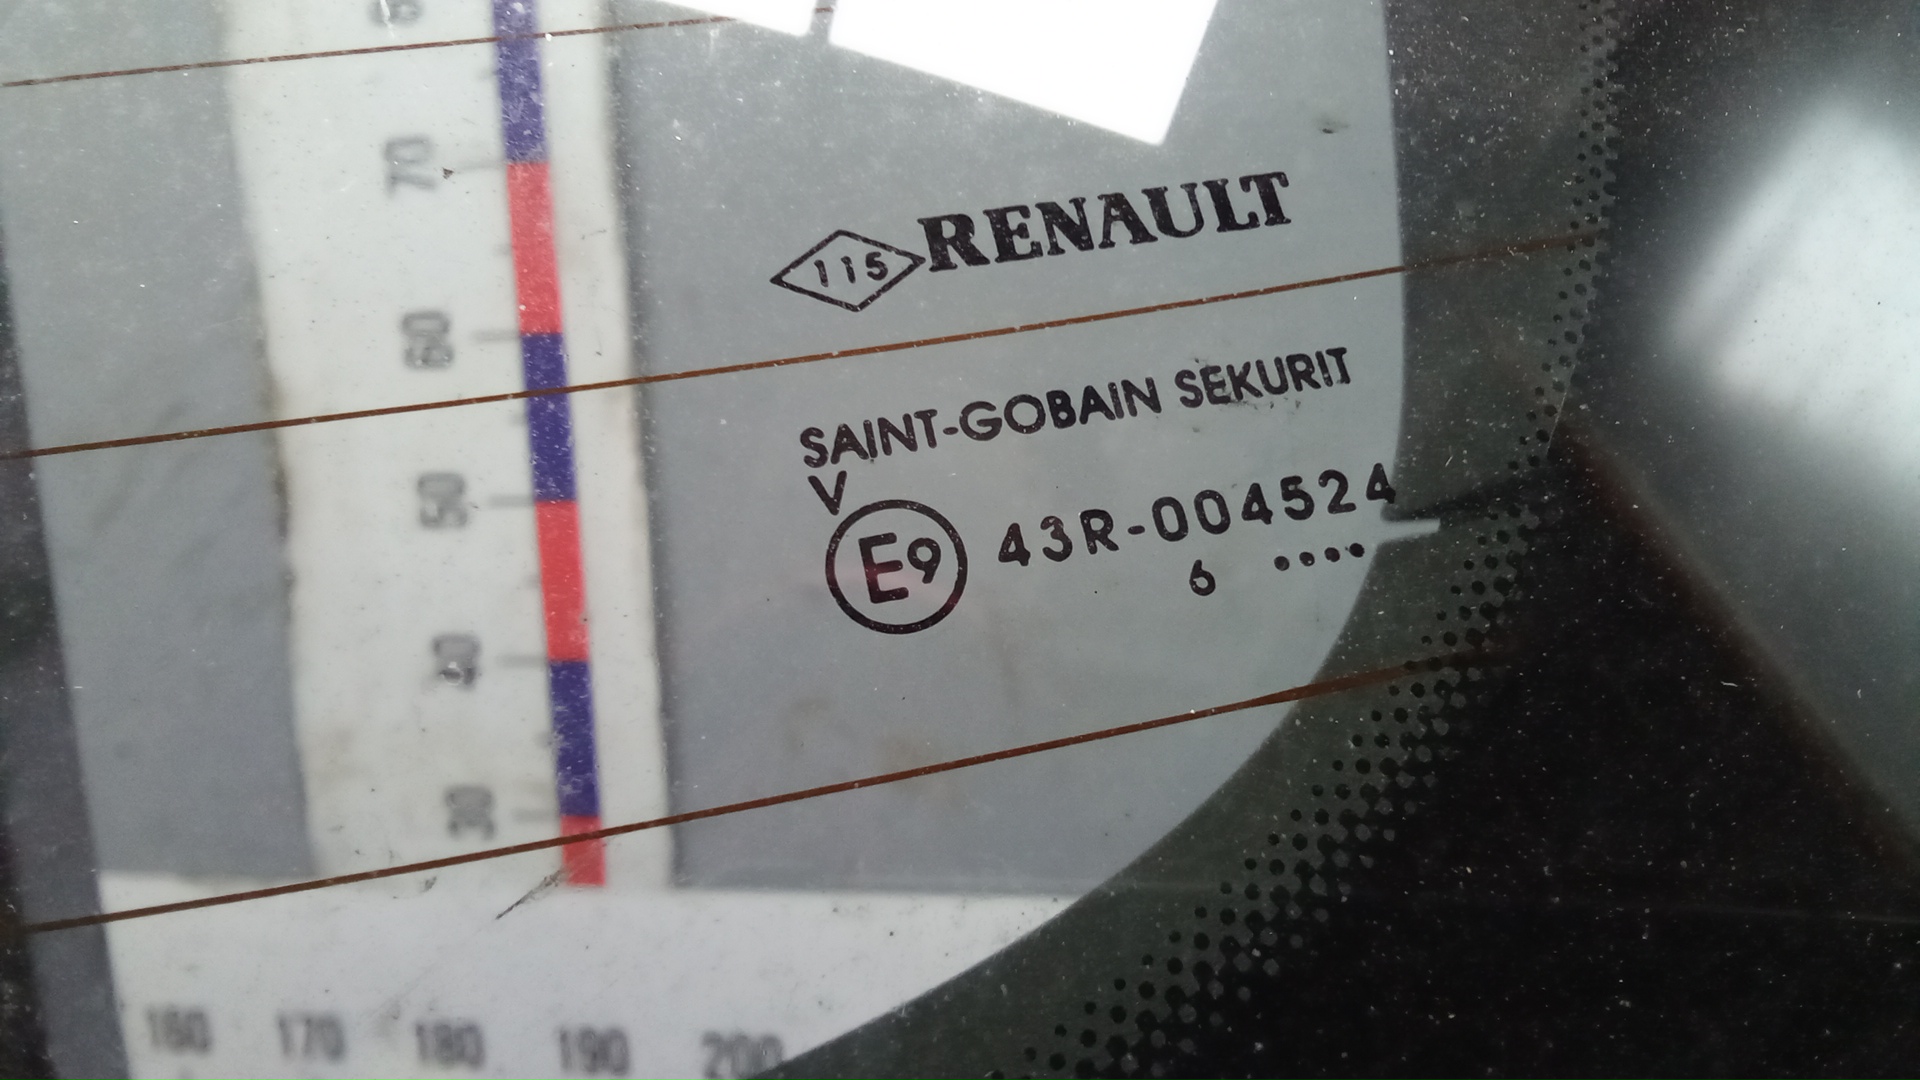 70
60
50
40
30
115 RENAULT
SAINT-GOBAIN SEKURIT
V
E9 43R-004524
6 ....
160 170 180 190 200